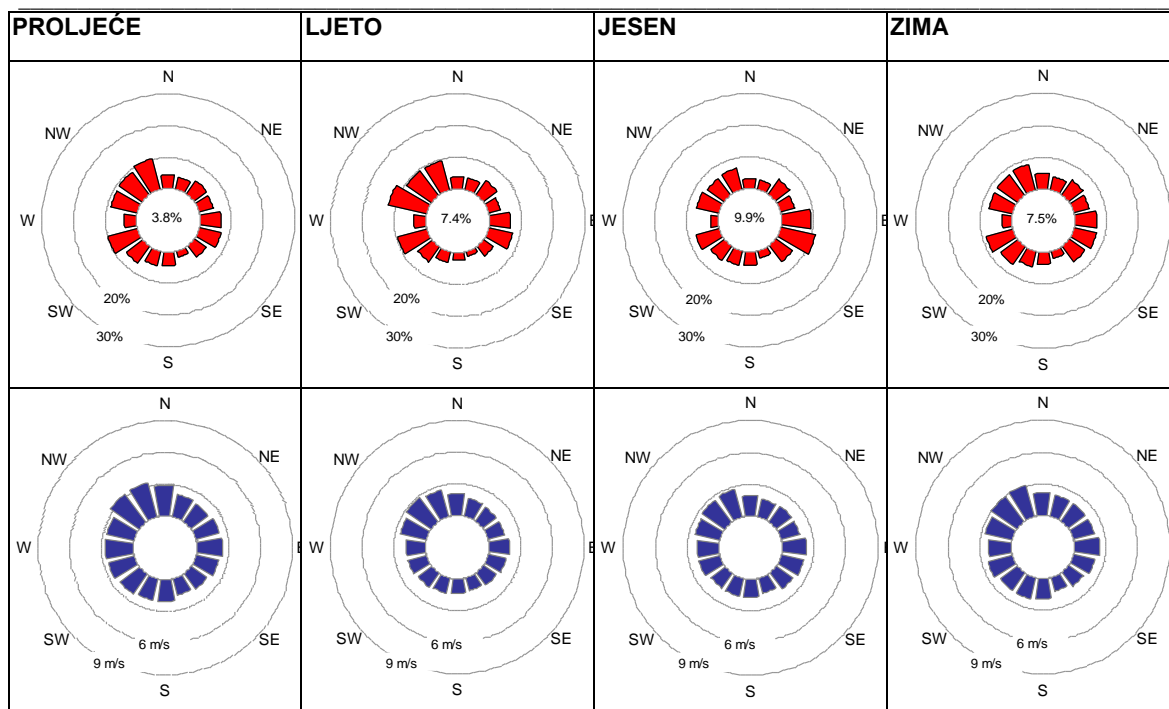 PROLJEĆE LJETO JESEN ZIMA
N
NW NE
W 3.8%
20%
SW SE
30%
S
N
NW NE
W 7.4% E
20%
SW SE
30%
S
N
NW NE
W 9.9% E
20%
SW SE
30%
S
N
NW NE
W 7.5%
20%
SW SE
30%
S
N
NW NE
W E
SW SE
6 m/s
9 m/s
S
N
NW NE
W E
SW SE
6 m/s
9 m/s
S
N
NW NE
W
SW SE
6 m/s
9 m/s
S
N
NW NE
W
SW SE
6 m/s
9 m/s
S